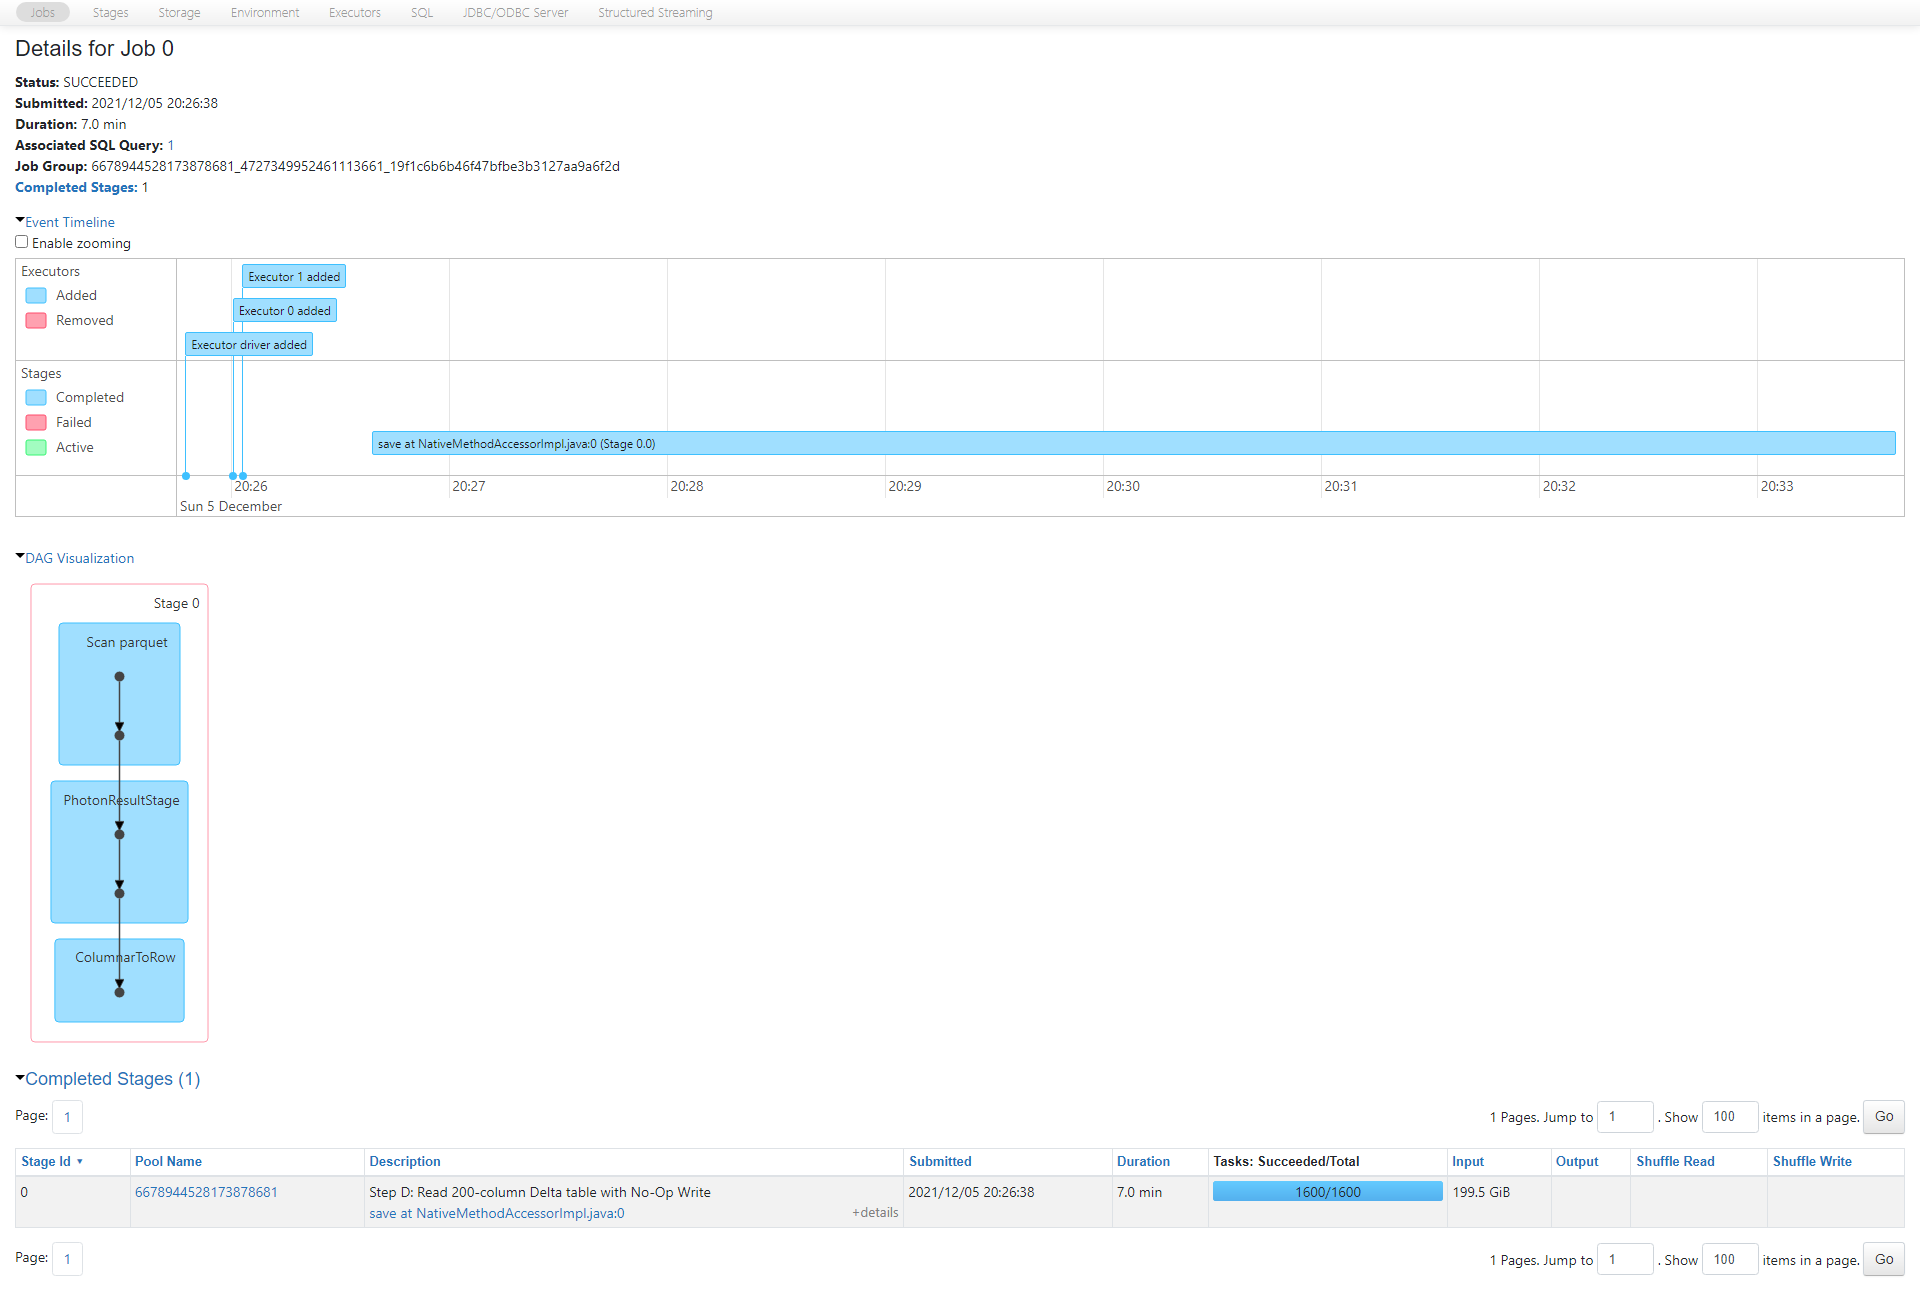 Jobs Stages Storage Environment Executors SQL JDBC/ODBC Server Structured Streaming
Details for Job 0
Status: SUCCEEDED
Submitted: 2021/12/05 20:26:38
Duration: 7.0 min
Associated SQL Query: 1
Job Group: 6678944528173878681_4727349952461113661_19f1c6b6b46f47bfbe3b3127aa9a6f2d
Completed Stages: 1
Event Timeline
Enable zooming
Executors
Added
Removed
Executor 1 added
Executor 0 added
Executor driver added
Stages
Completed
Failed
Active
save at NativeMethodAccessorImpl.java:0 (Stage 0.0)
20:26 20:27 20:28 20:29 20:30 20:31 20:32 20:33
Sun 5 December
DAG Visualization
Stage 0
Scan parquet
PhotonResultStage
ColumnarToRow
Completed Stages (1)
Page: 1 1 Pages. Jump to 1 . Show 100 items in a page. Go
Stage Id Pool Name Description Submitted Duration Tasks: Succeeded/Total Input Output Shuffle Read Shuffle Write
0 6678944528173878681 Step D: Read 200-column Delta table with No-Op Write 2021/12/05 20:26:38 7.0 min 1600/1600 199.5 GiB
save at NativeMethodAccessorImpl.java:0 +details
Page: 1 1 Pages. Jump to 1 . Show 100 items in a page. Go